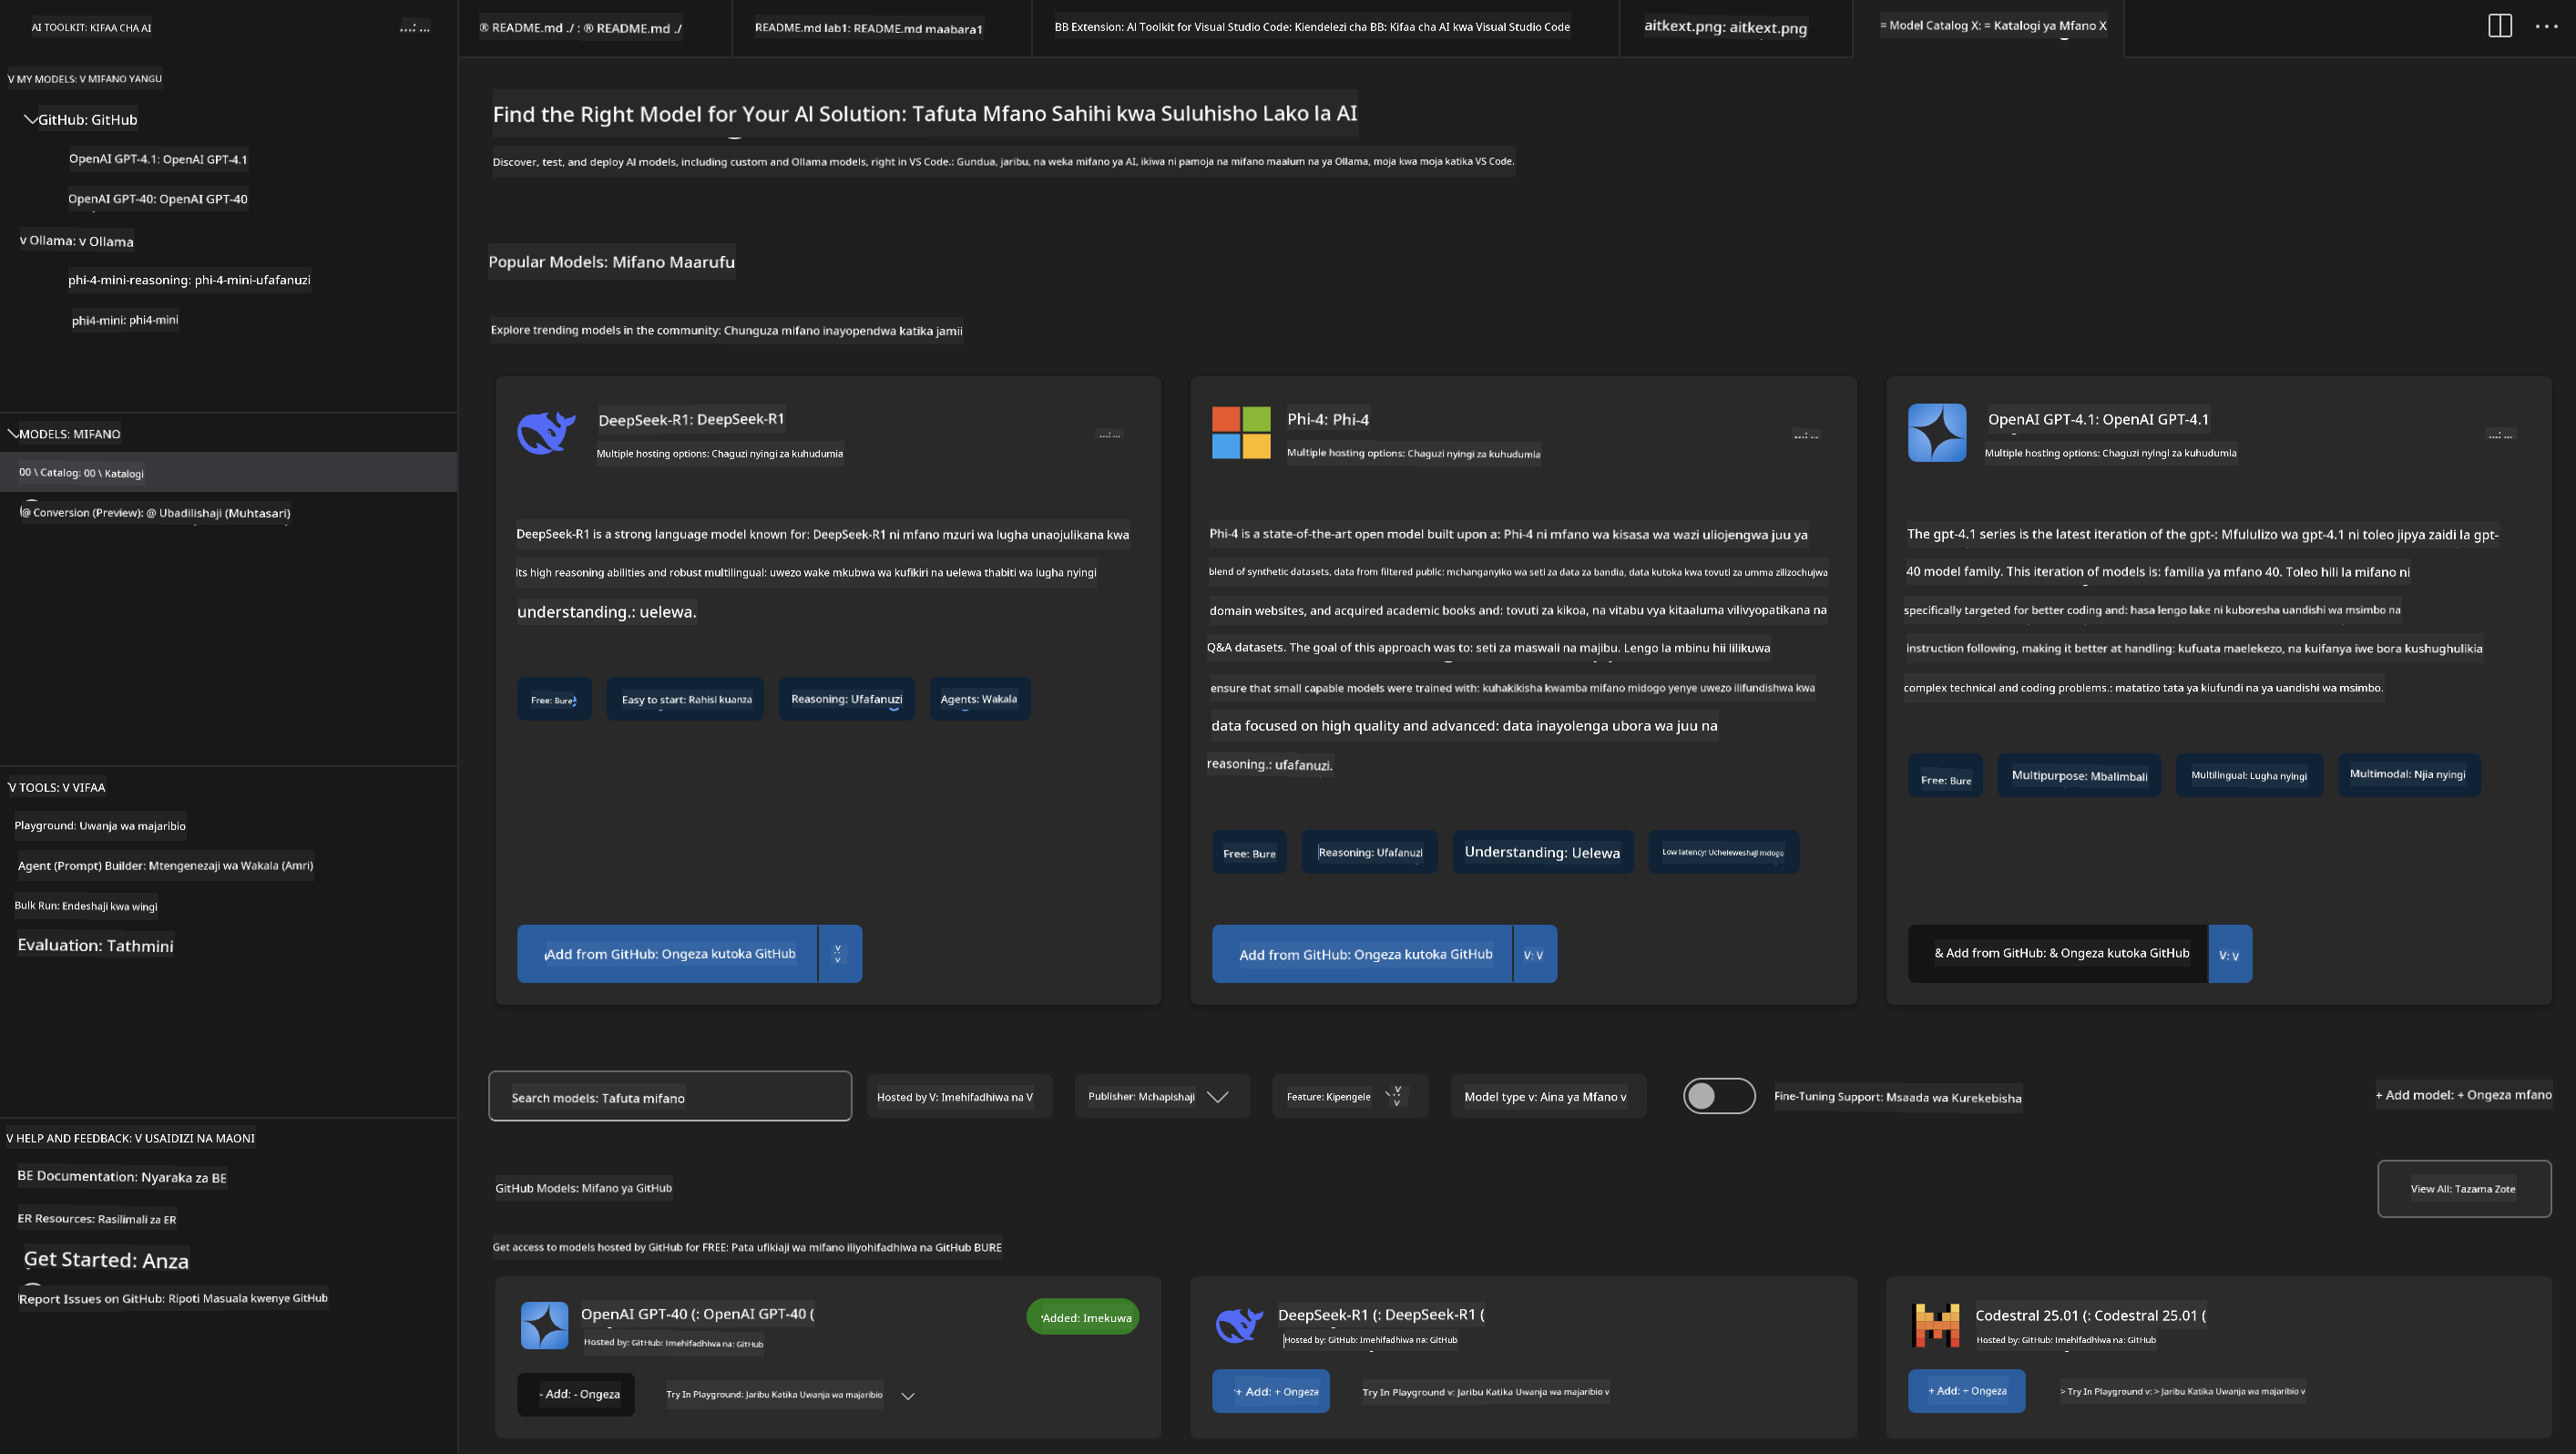 AI TOOLKIT: KIFAA CHA AI
...: ...
® README.md ./ : ® README.md ./
README.md lab1: README.md maabara1
BB Extension: AI Toolkit for Visual Studio Code: Kiendelezi cha BB: Kifaa cha AI kwa Visual Studio Code
aitkext.png: aitkext.png
= Model Catalog X: = Katalogi ya Mfano X
V MY MODELS: V MIFANO YANGU
GitHub: GitHub
OpenAI GPT-4.1: OpenAI GPT-4.1
OpenAI GPT-40: OpenAI GPT-40
v Ollama: v Ollama
phi-4-mini-reasoning: phi-4-mini-ufafanuzi
phi4-mini: phi4-mini
MODELS: MIFANO
00 \ Catalog: 00 \ Katalogi
@ Conversion (Preview): @ Ubadilishaji (Muhtasari)
V TOOLS: V VIFAA
Playground: Uwanja wa majaribio
Agent (Prompt) Builder: Mtengenezaji wa Wakala (Amri)
Bulk Run: Endeshaji kwa wingi
Evaluation: Tathmini
V HELP AND FEEDBACK: V USAIDIZI NA MAONI
BE Documentation: Nyaraka za BE
ER Resources: Rasilimali za ER
Get Started: Anza
Report Issues on GitHub: Ripoti Masuala kwenye GitHub
Find the Right Model for Your Al Solution: Tafuta Mfano Sahihi kwa Suluhisho Lako la AI
Discover, test, and deploy AI models, including custom and Ollama models, right in VS Code.: Gundua, jaribu, na weka mifano ya AI, ikiwa ni pamoja na mifano maalum na ya Ollama, moja kwa moja katika VS Code.
Popular Models: Mifano Maarufu
Explore trending models in the community: Chunguza mifano inayopendwa katika jamii
DeepSeek-R1: DeepSeek-R1
...: ...
Multiple hosting options: Chaguzi nyingi za kuhudumia
DeepSeek-R1 is a strong language model known for: DeepSeek-R1 ni mfano mzuri wa lugha unaojulikana kwa
its high reasoning abilities and robust multilingual: uwezo wake mkubwa wa kufikiri na uelewa thabiti wa lugha nyingi
understanding.: uelewa.
Free: Bure
Easy to start: Rahisi kuanza
Reasoning: Ufafanuzi
Agents: Wakala
Add from GitHub: Ongeza kutoka GitHub
v
:
v
Phi-4: Phi-4
...: ...
Multiple hosting options: Chaguzi nyingi za kuhudumia
Phi-4 is a state-of-the-art open model built upon a: Phi-4 ni mfano wa kisasa wa wazi uliojengwa juu ya
blend of synthetic datasets, data from filtered public: mchanganyiko wa seti za data za bandia, data kutoka kwa tovuti za umma zilizochujwa
domain websites, and acquired academic books and: tovuti za kikoa, na vitabu vya kitaaluma vilivyopatikana na
Q&A datasets. The goal of this approach was to: seti za maswali na majibu. Lengo la mbinu hii lilikuwa
ensure that small capable models were trained with: kuhakikisha kwamba mifano midogo yenye uwezo ilifundishwa kwa
data focused on high quality and advanced: data inayolenga ubora wa juu na
reasoning.: ufafanuzi.
Free: Bure
Reasoning: Ufafanuzi
Understanding: Uelewa
Low latency: Ucheleweshaji mdogo
Add from GitHub: Ongeza kutoka GitHub
V: V
OpenAI GPT-4.1: OpenAI GPT-4.1
...: ...
Multiple hosting options: Chaguzi nyingi za kuhudumia
The gpt-4.1 series is the latest iteration of the gpt-: Mfululizo wa gpt-4.1 ni toleo jipya zaidi la gpt-
40 model family. This iteration of models is: familia ya mfano 40. Toleo hili la mifano ni
specifically targeted for better coding and: hasa lengo lake ni kuboresha uandishi wa msimbo na
instruction following, making it better at handling: kufuata maelekezo, na kuifanya iwe bora kushughulikia
complex technical and coding problems.: matatizo tata ya kiufundi na ya uandishi wa msimbo.
Free: Bure
Multipurpose: Mbalimbali
Multilingual: Lugha nyingi
Multimodal: Njia nyingi
& Add from GitHub: & Ongeza kutoka GitHub
V: V
Search models: Tafuta mifano
Hosted by V: Imehifadhiwa na V
Publisher: Mchapishaji
Feature: Kipengele
v
:
v
Model type v: Aina ya Mfano v
Fine-Tuning Support: Msaada wa Kurekebisha
+ Add model: + Ongeza mfano
GitHub Models: Mifano ya GitHub
View All: Tazama Zote
Get access to models hosted by GitHub for FREE: Pata ufikiaji wa mifano iliyohifadhiwa na GitHub BURE
OpenAI GPT-40 (: OpenAI GPT-40 (
Hosted by: GitHub: Imehifadhiwa na: GitHub
Added: Imekuwa
- Add: - Ongeza
Try In Playground: Jaribu Katika Uwanja wa majaribio
DeepSeek-R1 (: DeepSeek-R1 (
Hosted by: GitHub: Imehifadhiwa na: GitHub
+ Add: + Ongeza
Try In Playground v: Jaribu Katika Uwanja wa majaribio v
Codestral 25.01 (: Codestral 25.01 (
Hosted by: GitHub: Imehifadhiwa na: GitHub
+ Add: + Ongeza
> Try In Playground v: > Jaribu Katika Uwanja wa majaribio v